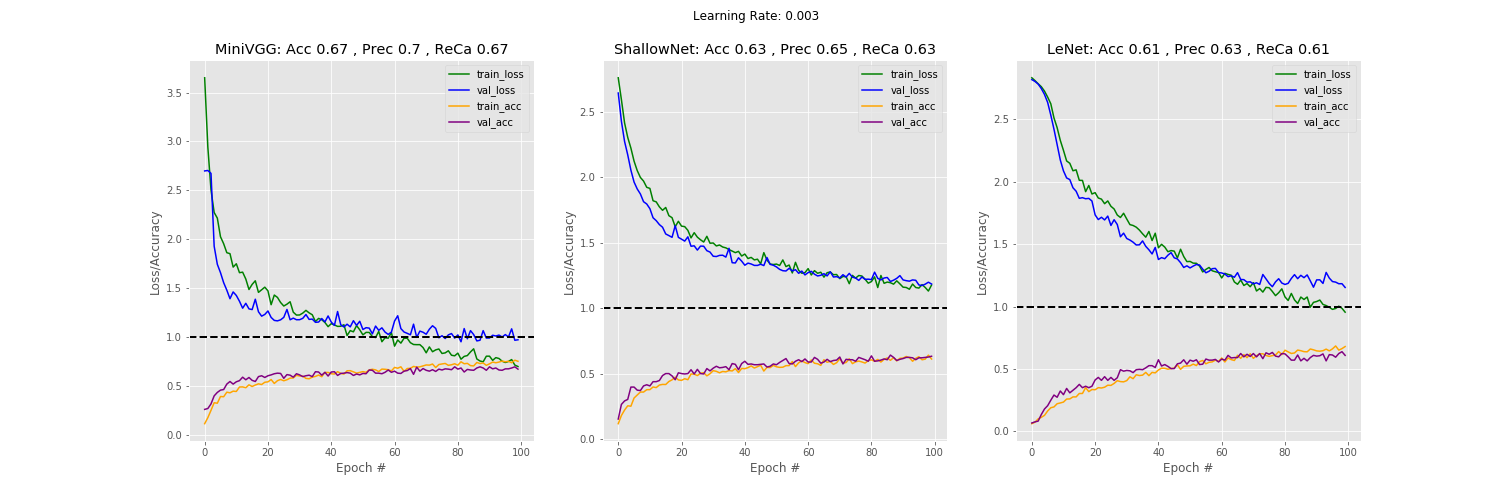 Learning Rate: 0.003
MiniVGG: Acc 0.67 , Prec 0.7 , ReCa 0.67
train_loss
val_loss
train_acc
val_acc
3.5
3.0
2.5
2.0
1.5
1.0
0.5
0.0
Loss/Accuracy
0 20 40 60 80 100
Epoch #
ShallowNet: Acc 0.63 , Prec 0.65 , ReCa 0.63
train_loss
val_loss
train_acc
val_acc
2.5
2.0
1.5
1.0
0.5
0.0
Loss/Accuracy
0 20 40 60 80 100
Epoch #
LeNet: Acc 0.61 , Prec 0.63 , ReCa 0.61
train_loss
val_loss
train_acc
val_acc
2.5
2.0
1.5
1.0
0.5
0.0
Loss/Accuracy
0 20 40 60 80 100
Epoch #